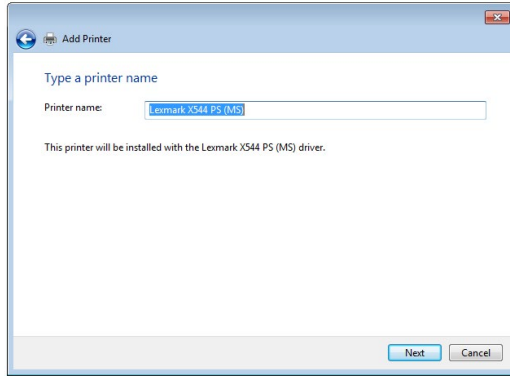 Add Printer
Type a printer name
Printer name: Lexmark X544 PS (MS)
This printer will be installed with the Lexmark X544 PS (MS) driver.
Next Cancel